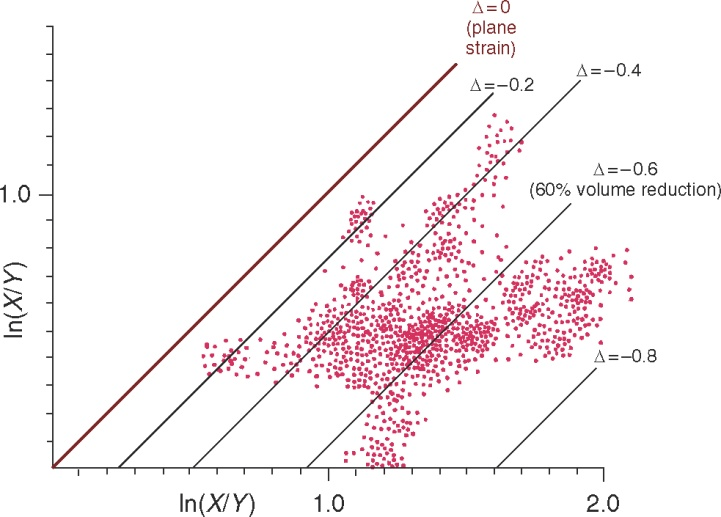 Δ=0
(plane
strain)
Δ=−0.2
Δ=−0.4
Δ=−0.6
(60% volume reduction)
1.0
ln(X/Y)
Δ=−0.8
ln(X/Y)
1.0
2.0